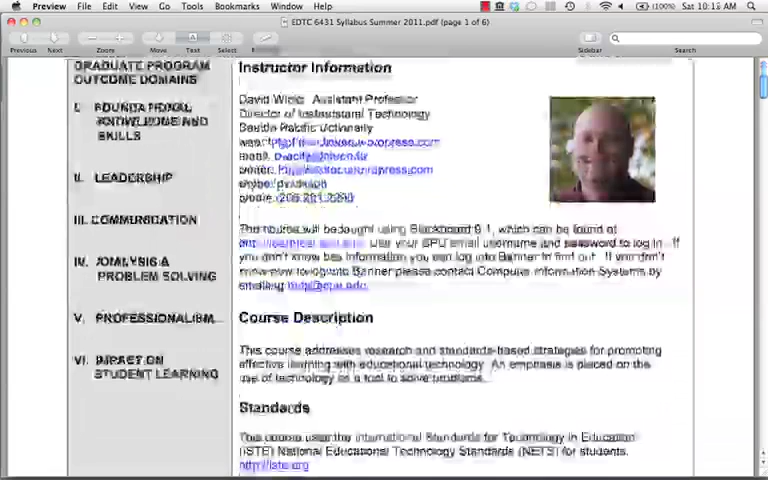 Preview File Edit View Go Tools Bookmarks Window Help (100%) Sat 10:15 AM
EDTC 6431 Syllabus Summer 2011.pdf (page 1 of 6)
Previous Next Zoom Move Text Select Sidebar Search
GRADUATE PROGRAM
OUTCOME DOMAINS
I. FOUNDATIONAL
KNOWLEDGE AND
SKILLS
II. LEADERSHIP
III. COMMUNICATION
IV. ANALYSIS &
PROBLEM SOLVING
V. PROFESSIONALISM
VI. IMPACT ON
STUDENT LEARNING
Instructor Information
David Assistant Professor
Director of Instructional Technology
Seattle Pacific University
The course will be taught using Blackboard 9.1, which can be found at
Use your SPU email username and password to log in. If
you don't know this information you can log into Banner to find out. If you don't
know how to log into Banner please contact Computer Information Systems by
emailing
Course Description
This course addresses research and standards-based strategies for promoting
effective learning with educational technology. An emphasis is placed on the
use of technology as a tool to solve problems.
Standards
This course uses the International Standards for Technology in Education
(ISTE) National Educational Technology Standards (NETS) for students.
http://iste.org